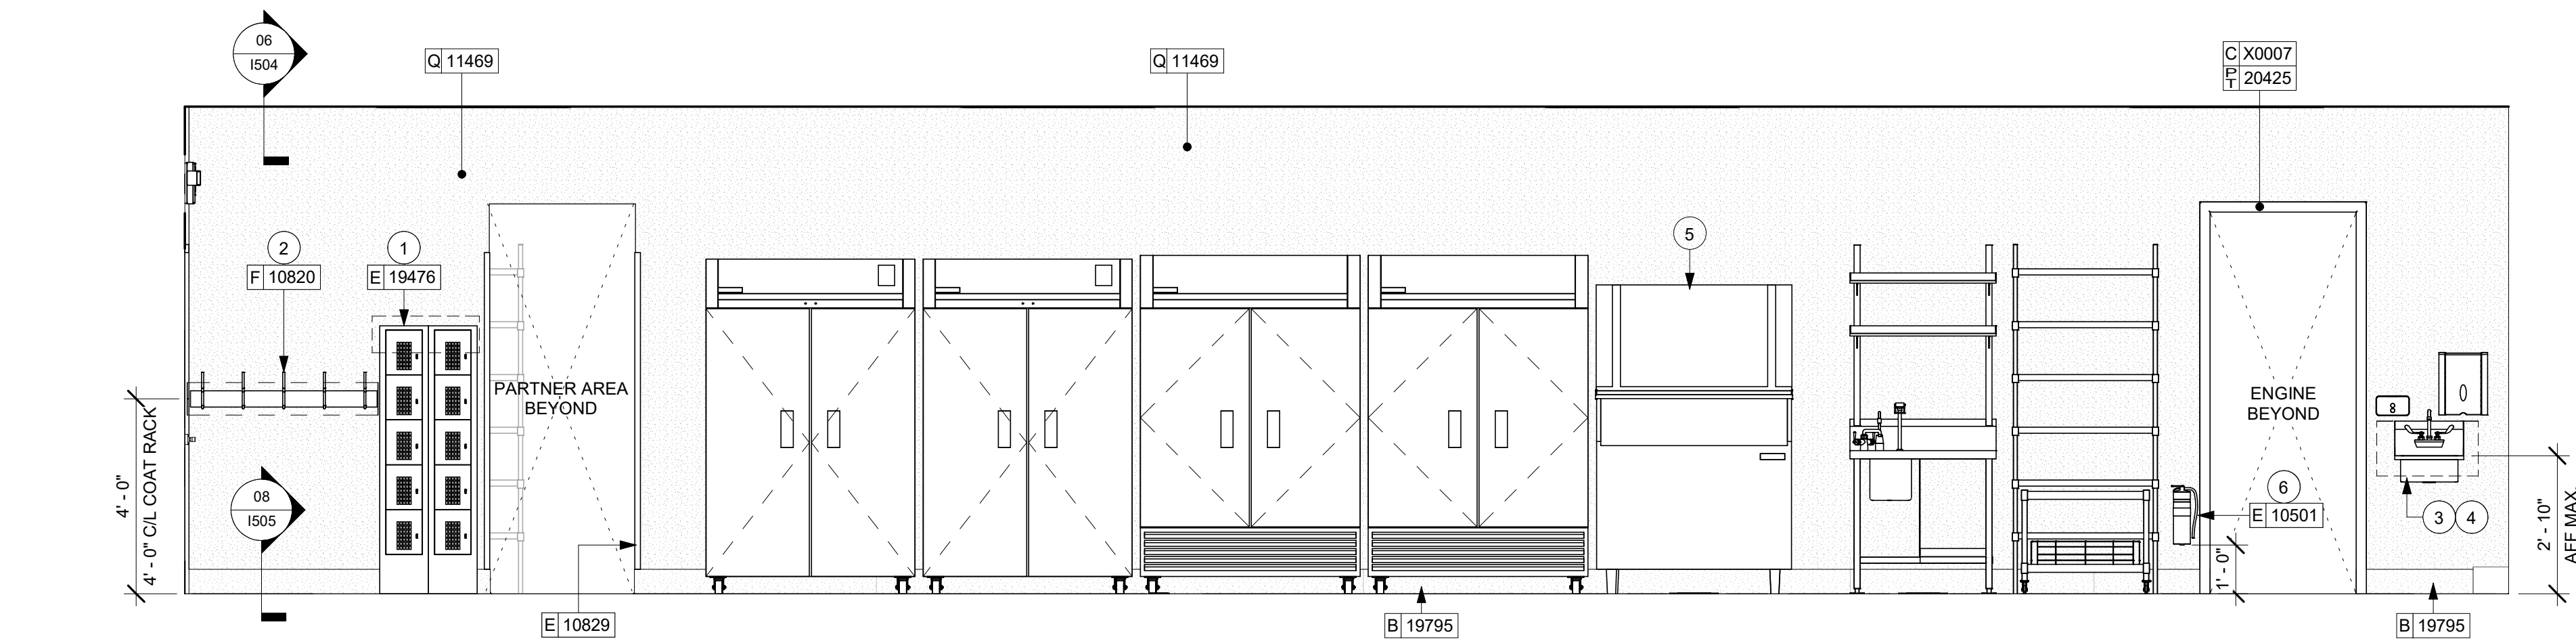 06
I504
Q 11469
Q 11469
C X0007
PT 20425
2
F 10820
1
E 19476
5
PARTNER AREA
BEYOND
ENGINE
BEYOND
4' - 0"
4' - 0" C/L COAT RACK
08
I505
6
E 10501
3 4
1' - 0"
2' - 10"
AFF MAX.
E 10829
B 19795
B 19795